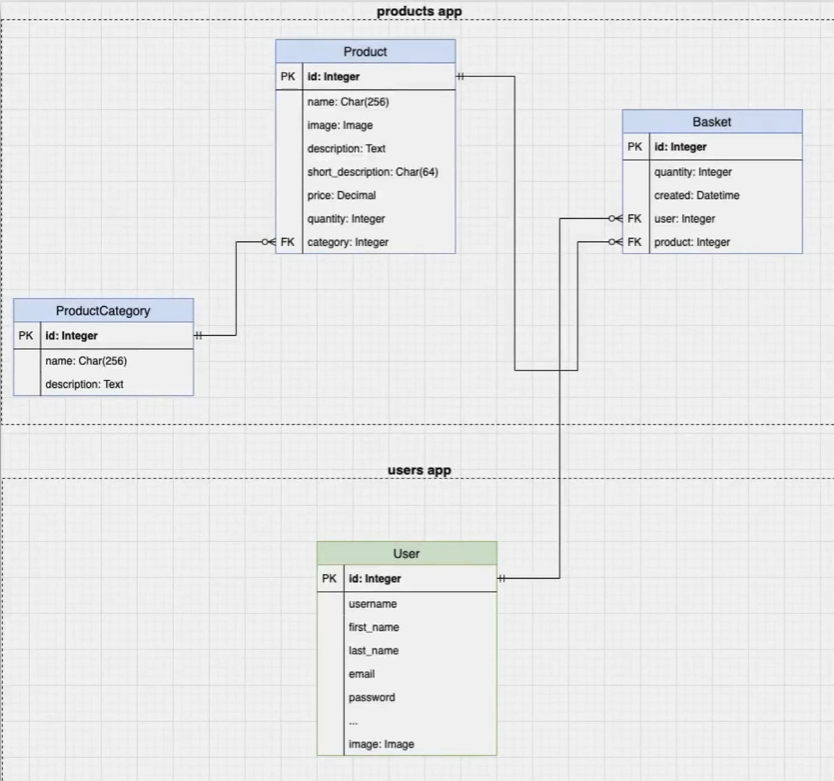 products app
Product
PK id: Integer
name: Char(256)
image: Image
description: Text
short_description: Char(64)
price: Decimal
quantity: Integer
FK category: Integer
Basket
PK id: Integer
quantity: Integer
created: Datetime
FK user: Integer
FK product: Integer
ProductCategory
PK id: Integer
name: Char(256)
description: Text
users app
User
PK id: Integer
username
first_name
last_name
email
password
...
image: Image